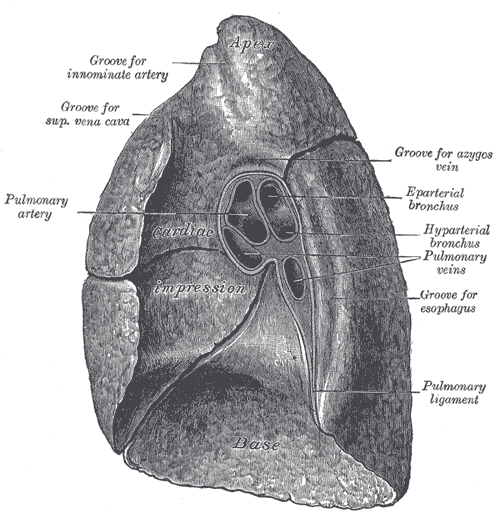 Apex
Groove for
innominate artery
Groove for
sup. vena cava
Groove for azygos
vein
Eparterial
bronchus
Pulmonary
artery
Cardiac
Hyparterial
bronchus
Pulmonary
veins
impression
Groove for
esophagus
Pulmonary
ligament
Base